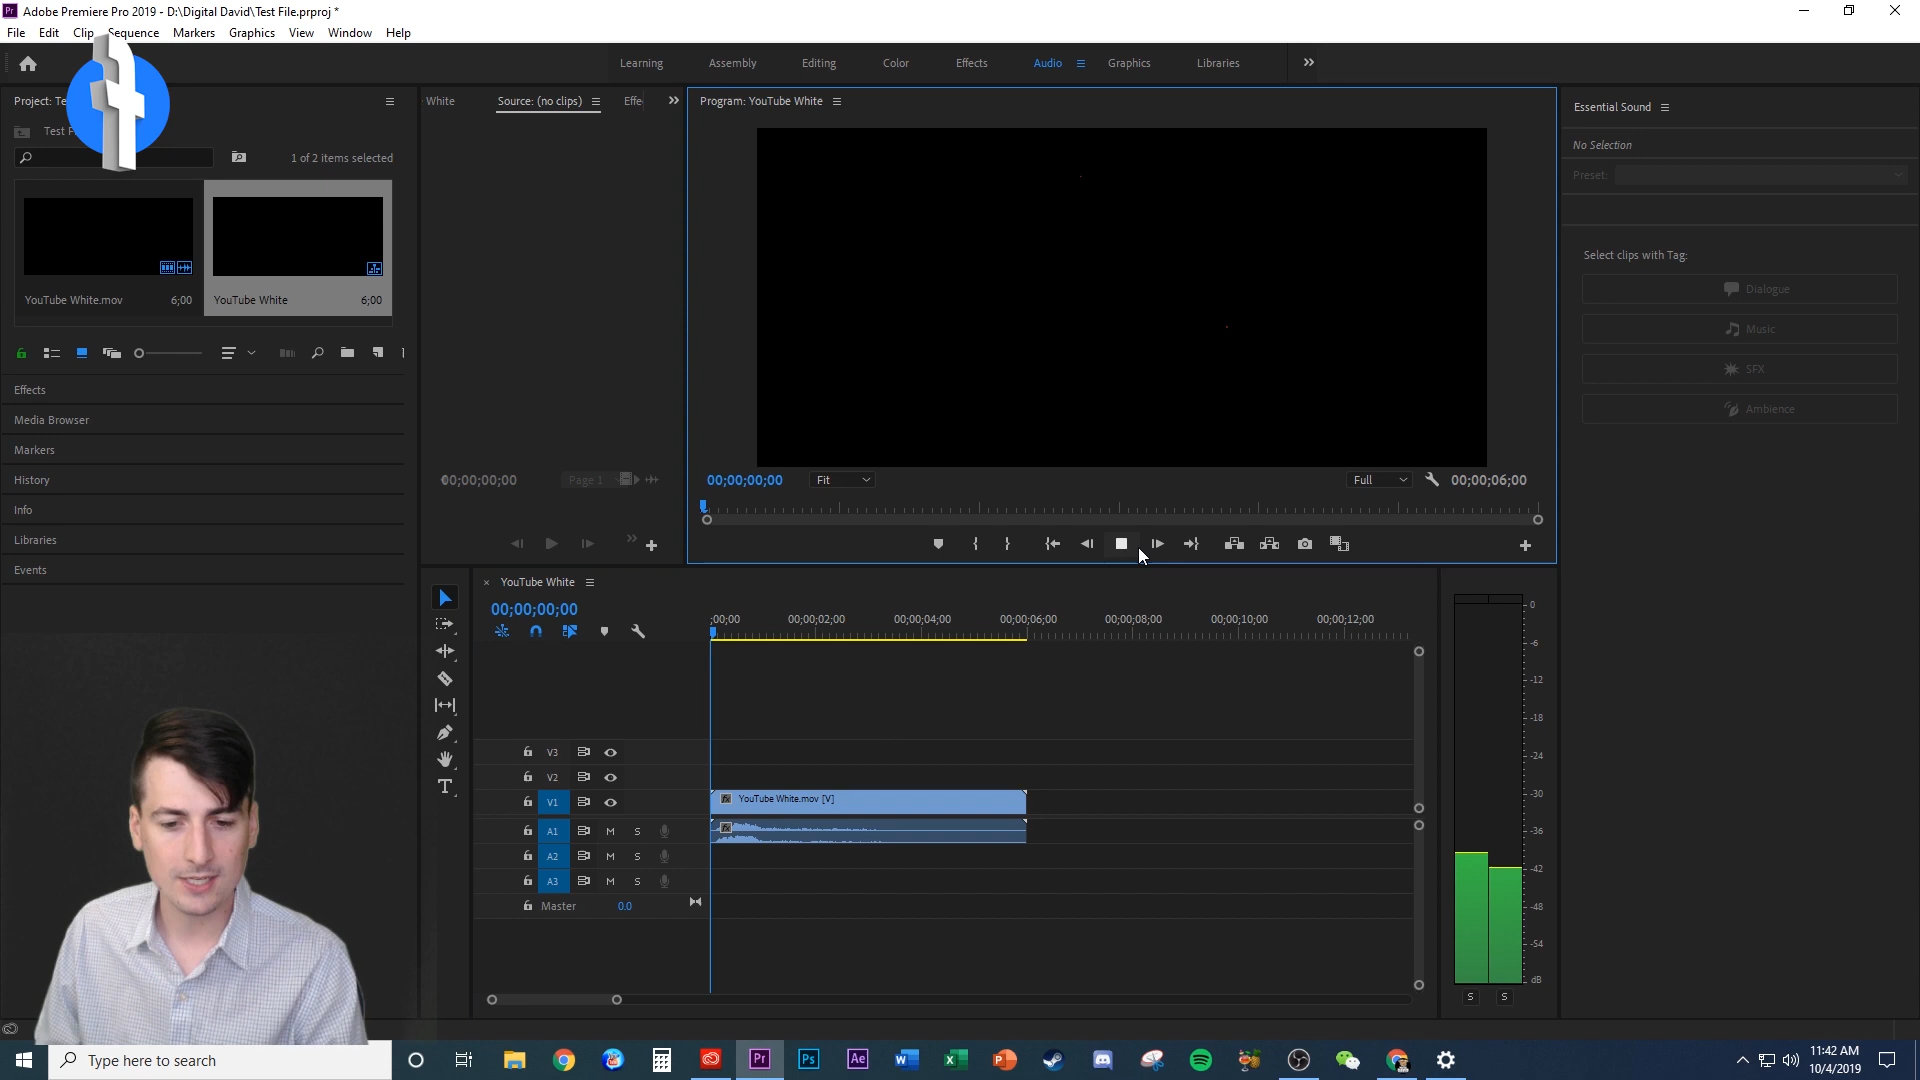 Adobe Premiere Pro 2019 - D:\Digital David\Test File.prproj *
File Edit Clip Sequence Markers Graphics View Window Help
Learning Assembly Editing Color Effects Audio Graphics Libraries
Project: Te
White Source: (no clips) Effe
Program: YouTube White
Essential Sound
Test Fi
1 of 2 items selected
No Selection
Preset:
YouTube White.mov 6;00
YouTube White 6;00
Select clips with Tag:
Dialogue
Music
SFX
Ambience
Effects
Media Browser
Markers
History
Info
Libraries
Events
00;00;00;00 Page 1
00;00;00;00 Fit Full 00;00;06;00
YouTube White
00;00;00;00
;00;00 00;00;02;00 00;00;04;00 00;00;06;00 00;00;08;00 00;00;10;00 00;00;12;00
V3
V2
V1 YouTube White.mov [V]
A1 M S
A2 M S
A3 M S
Master 0.0
0
-6
-12
-18
-24
-30
-36
-42
-48
-54
dB
S S
Type here to search
11:42 AM
10/4/2019